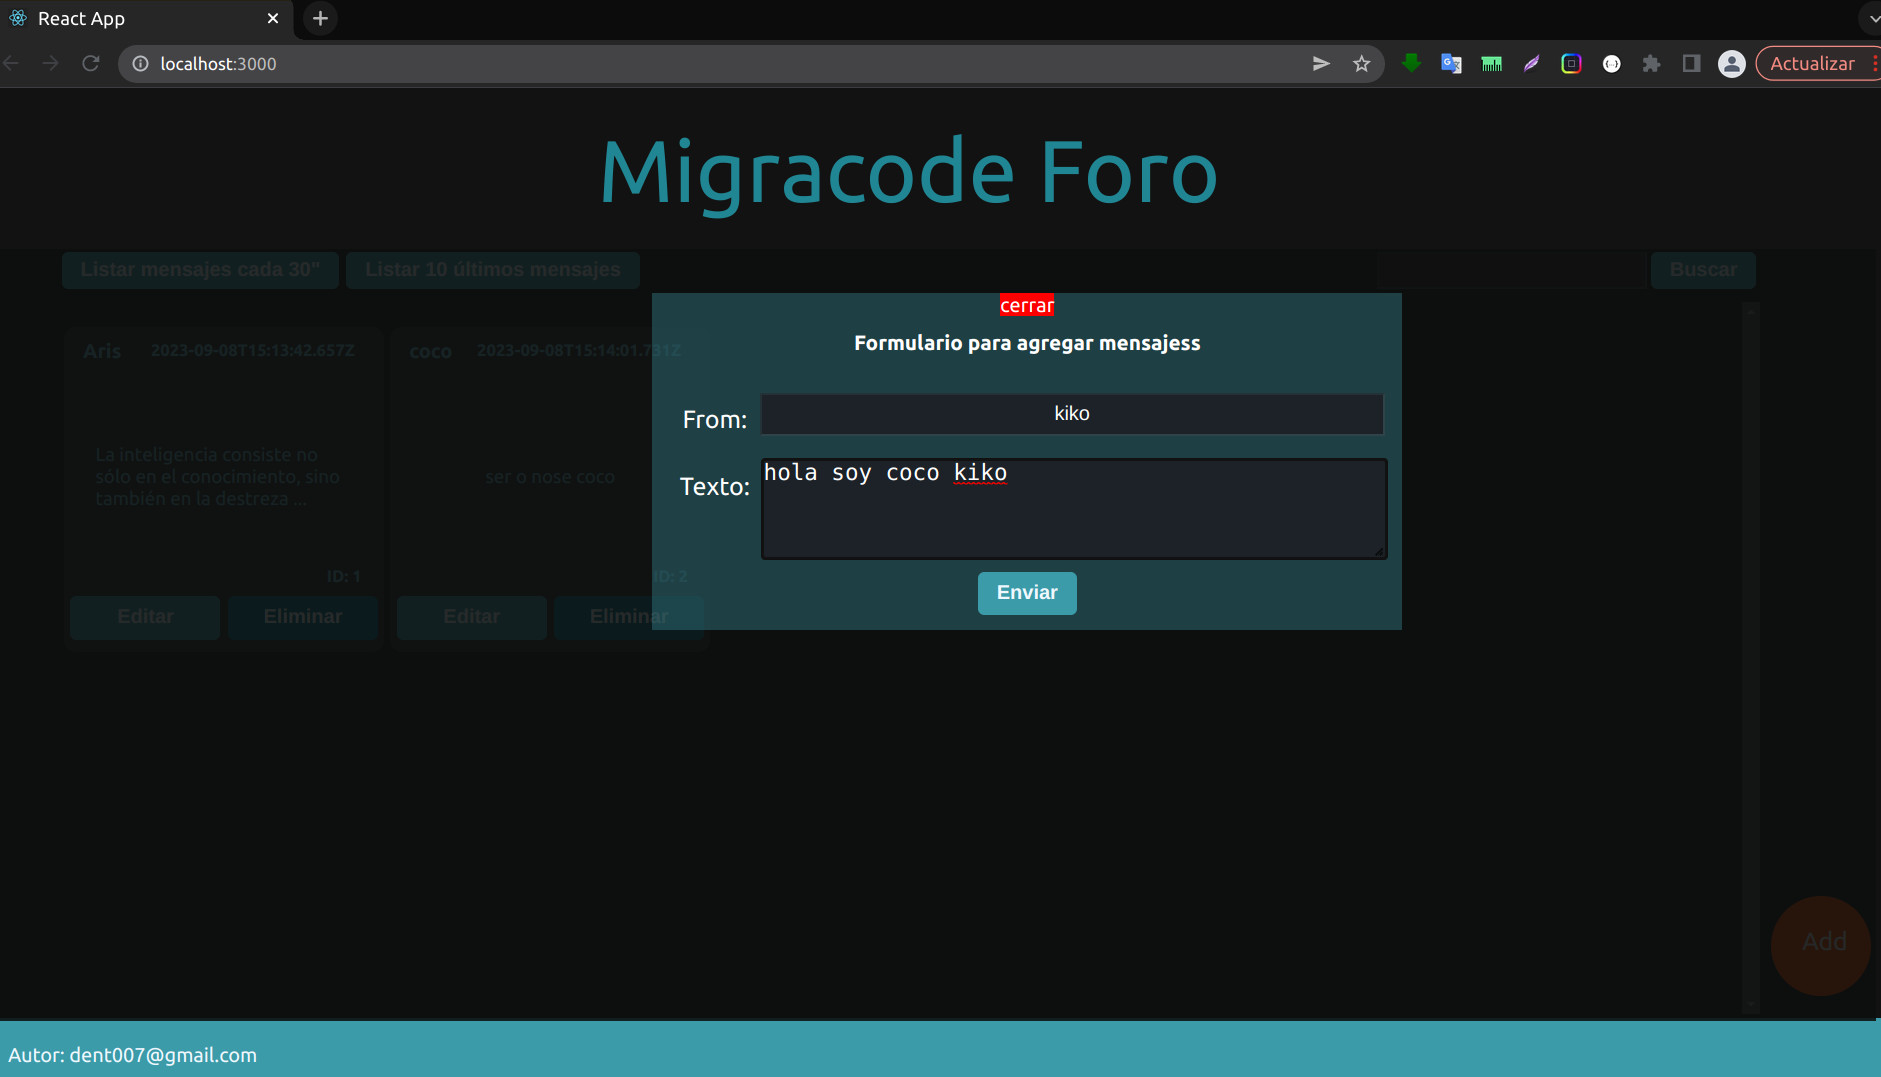 React App
localhost:3000
Actualizar
Migracode Foro
Listar mensajes cada 30"
Listar 10 últimos mensajes
Buscar
cerrar
Formulario para agregar mensajess
From:
kiko
Texto:
hola soy coco kiko
Enviar
Aris
2023-09-08T15:13:42.657Z
La inteligencia consiste no
sólo en el conocimiento, sino
también en la destreza ...
ID: 1
Editar
Eliminar
coco
2023-09-08T15:14:01.731Z
ser o nose coco
ID: 2
Editar
Eliminar
Add
Autor: dent007@gmail.com